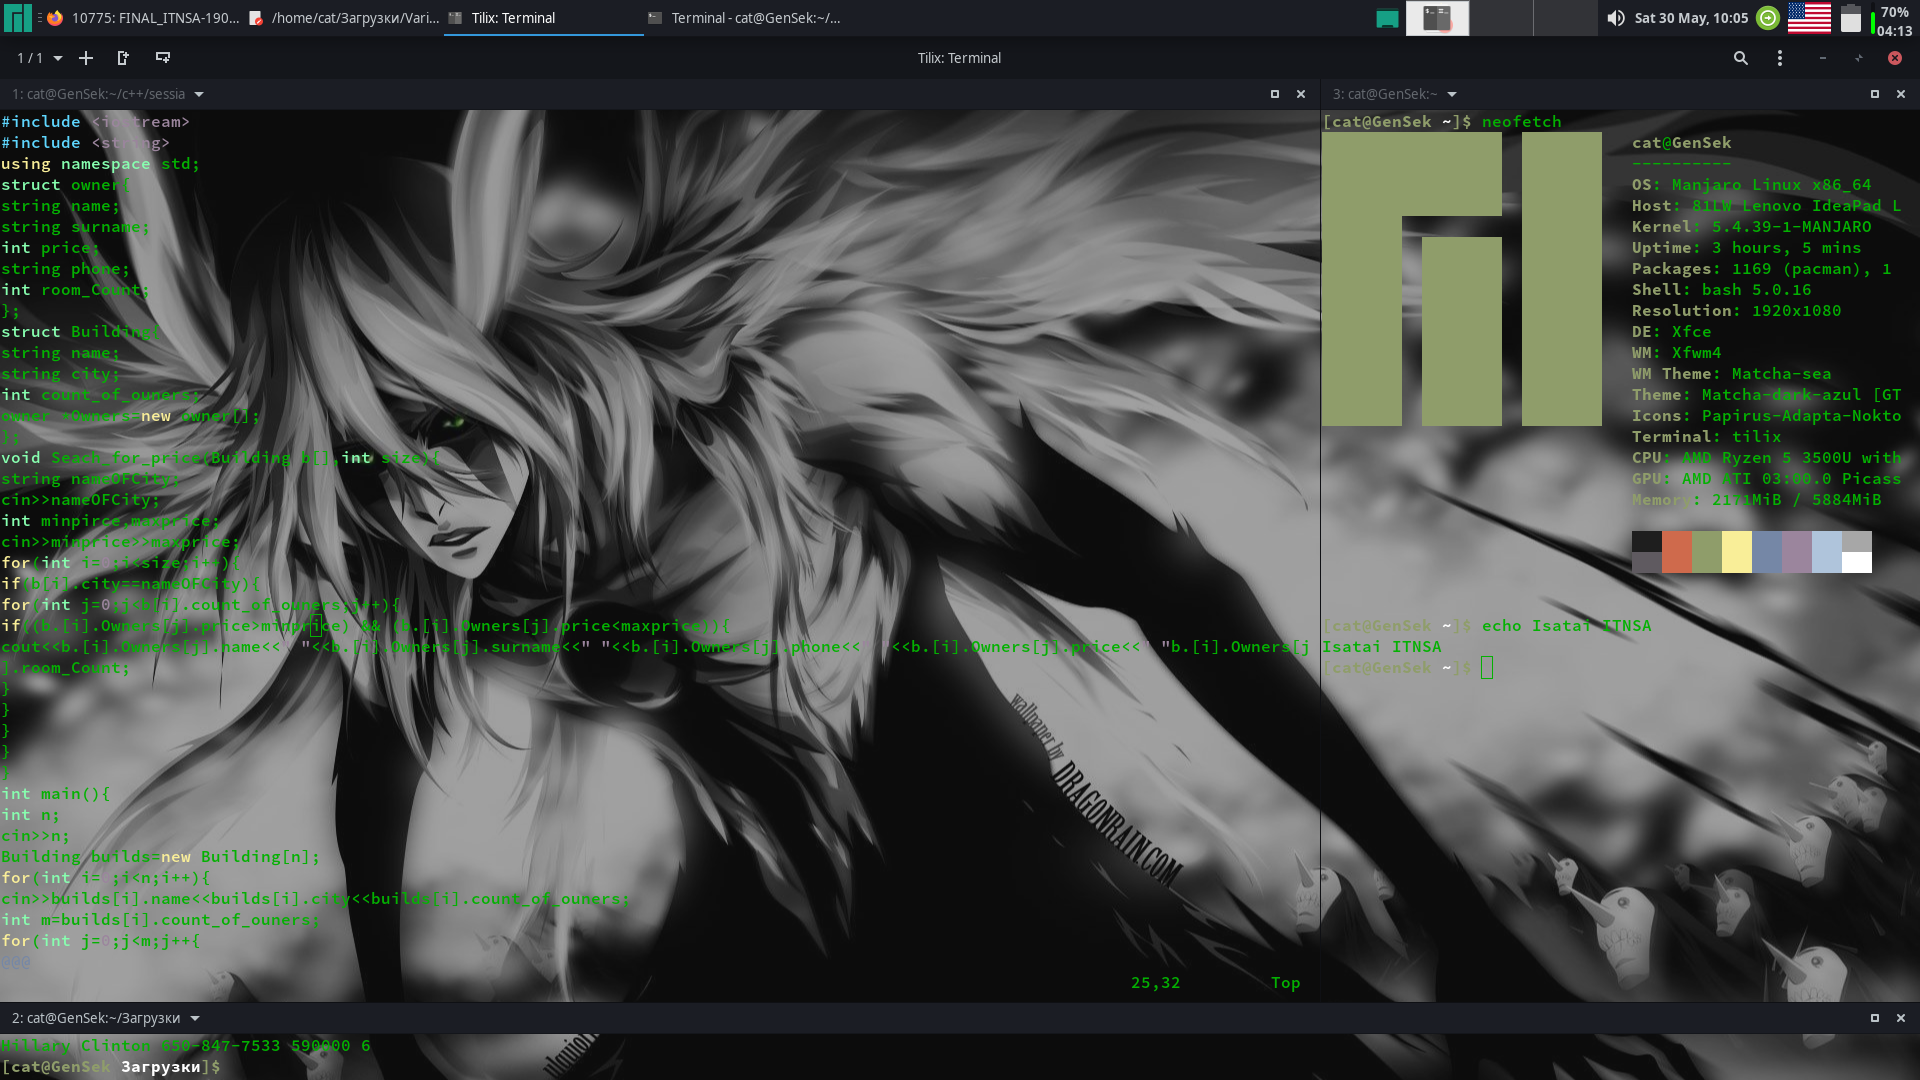 10775: FINAL_ITNSA-190...
/home/cat/Загрузки/Vari...
Tilix: Terminal
Terminal - cat@GenSek:~/...
Sat 30 May, 10:05
70%
04:13
1 / 1
Tilix: Terminal
1: cat@GenSek:~/c++/sessia
#include <iostream>
#include <string>
using namespace std;
struct owner{
string name;
string surname;
int price;
string phone;
int room_Count;
};
struct Building{
string name;
string city;
int count_of_ouners;
owner *Owners=new owner[];
};
void Seach_for_price(Building b[],int size){
string nameOFCity;
cin>>nameOFCity;
int minpirce,maxprice;
cin>>minprice>>maxprice;
for(int i=0;i<size;i++){
if(b[i].city==nameOFCity){
for(int j=0;j<b[i].count_of_ouners;j++){
if((b.[i].Owners[j].price>minprice) && (b.[i].Owners[j].price<maxprice)){
cout<<b.[i].Owners[j].name<<" "<<b.[i].Owners[j].surname<<" "<<b.[i].Owners[j].phone<<" "<<b.[i].Owners[j].price<<" "b.[i].Owners[j
].room_Count;
}
}
}
}
}
int main(){
int n;
cin>>n;
Building builds=new Building[n];
for(int i= ;i<n;i++){
cin>>builds[i].name<<builds[i].city<<builds[i].count_of_ouners;
int m=builds[i].count_of_ouners;
for(int j=0;j<m;j++{
@@@
25,32 Top
3: cat@GenSek:~
[cat@GenSek ~]$ neofetch
cat@GenSek
----------
OS: Manjaro Linux x86_64
Host: 81LW Lenovo IdeaPad L
Kernel: 5.4.39-1-MANJARO
Uptime: 3 hours, 5 mins
Packages: 1169 (pacman), 1
Shell: bash 5.0.16
Resolution: 1920x1080
DE: Xfce
WM: Xfwm4
WM Theme: Matcha-sea
Theme: Matcha-dark-azul [GT
Icons: Papirus-Adapta-Nokto
Terminal: tilix
CPU: AMD Ryzen 5 3500U with
GPU: AMD ATI 03:00.0 Picass
Memory: 2171MiB / 5884MiB
[cat@GenSek ~]$ echo Isatai ITNSA
Isatai ITNSA
[cat@GenSek ~]$
wallpaper by DRAGONRAIN.COM
2: cat@GenSek:~/Загрузки
Hillary Clinton 650-847-7533 590000 6
[cat@GenSek Загрузки]$